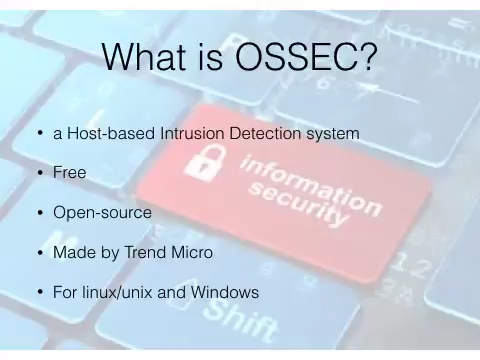 What is OSSEC?
• a Host-based Intrusion Detection system
• Free
information
security
• Open-source
• Made by Trend Micro
• For linux/unix and Windows
Shift